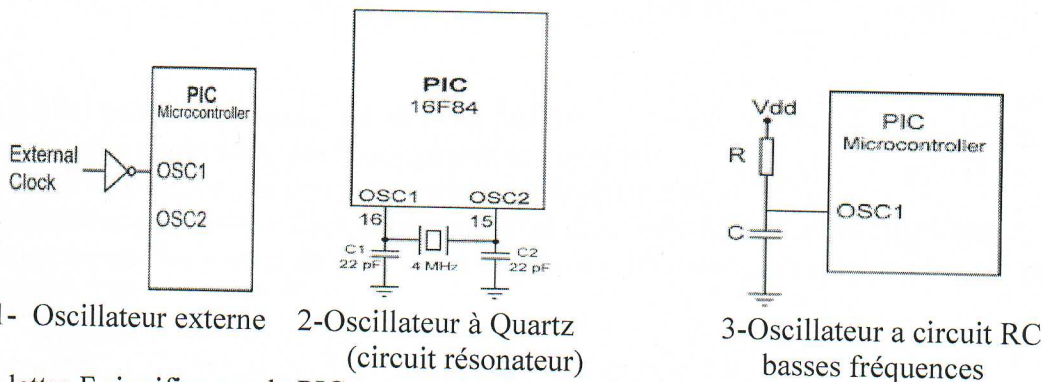 PIC
Microcontroller
External
Clock
OSC1
OSC2
PIC
16F84
OSC1
OSC2
16
15
C1
22 pF
4 MHz
C2
22 pF
Vdd
R
C
PIC
Microcontroller
OSC1
- Oscillateur externe
2-Oscillateur à Quartz
(circuit résonateur)
3-Oscillateur a circuit RC
basses fréquences